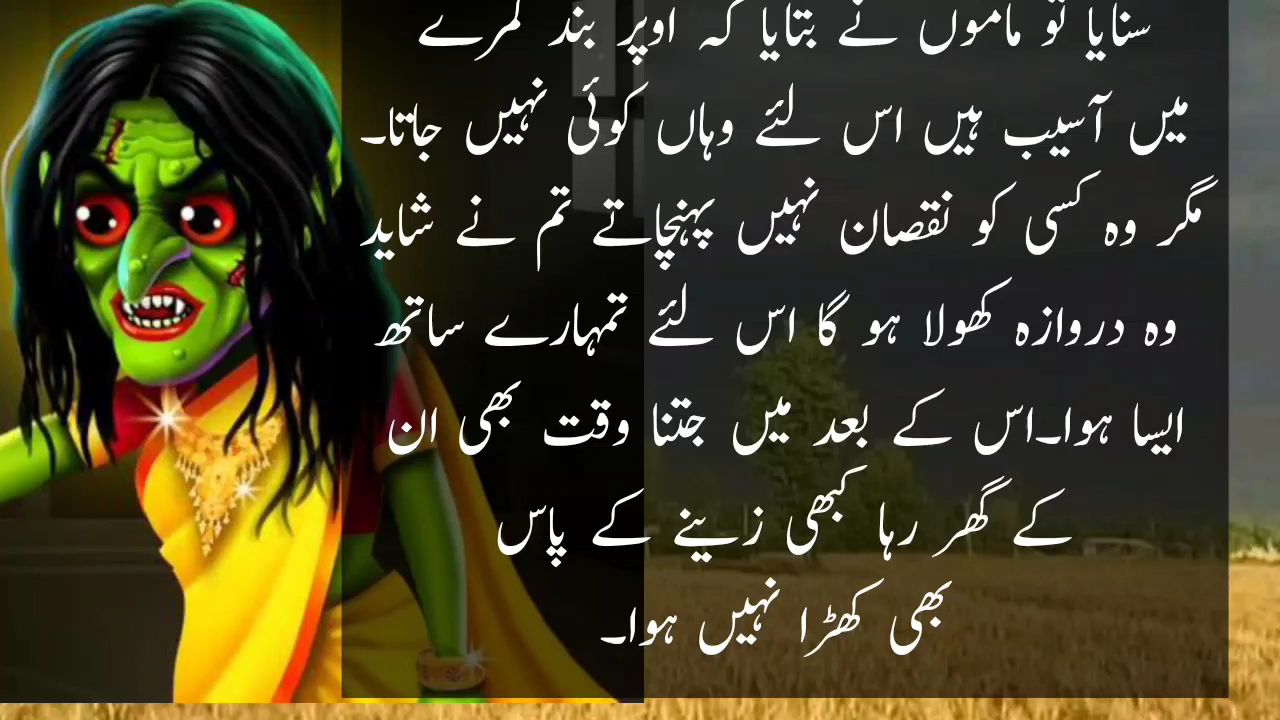 سنایا تو ماموں نے بتایا کہ اوپر بند کمرے
میں آسیب ہیں اس لئے وہاں کوئی نہیں جاتا۔
مگر وہ کسی کو نقصان نہیں پہنچاتے تم نے شاید
وہ دروازہ کھولا ہو گا اس لئے تمہارے ساتھ
ایسا ہوا۔اس کے بعد میں جتنا وقت بھی ان
کے گھر رہا کبھی زینے کے پاس
بھی کھڑا نہیں ہوا۔